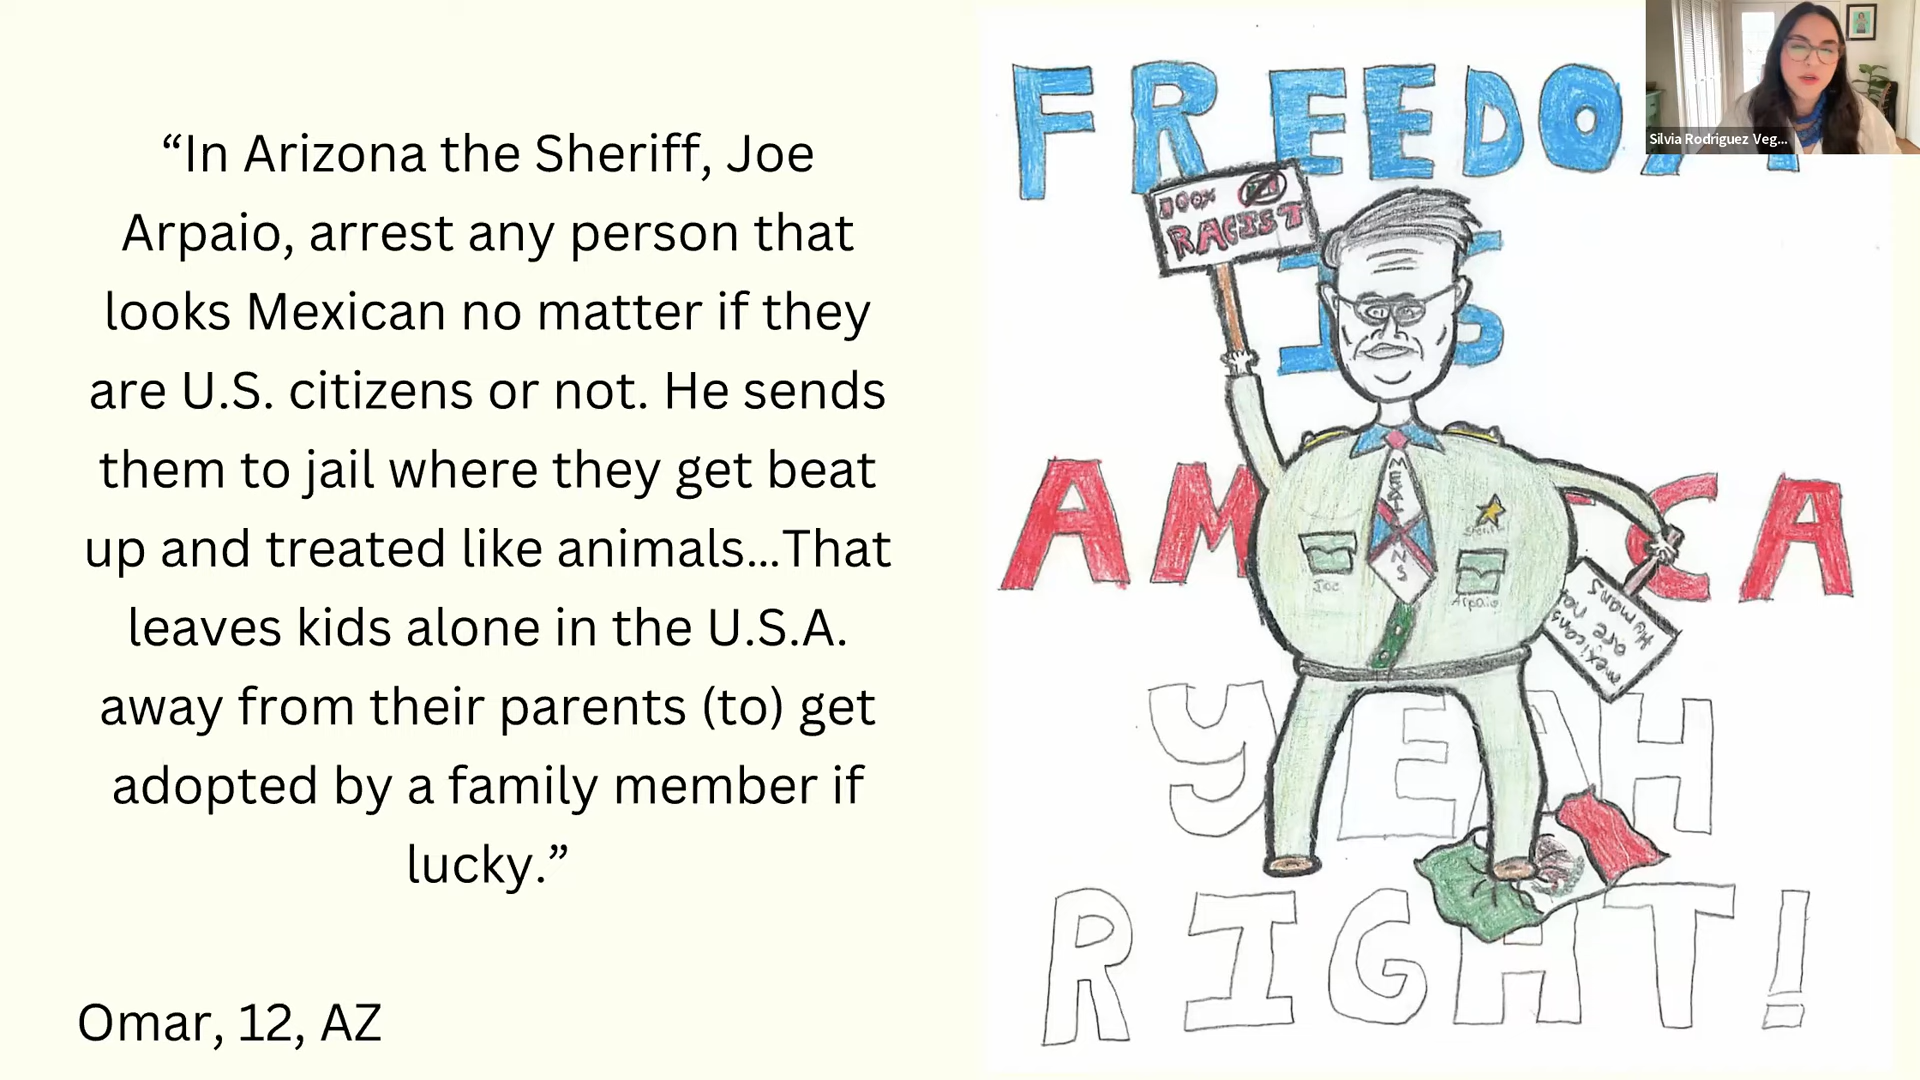 “In Arizona the Sheriff, Joe
Arpaio, arrest any person that
looks Mexican no matter if they
are U.S. citizens or not. He sends
them to jail where they get beat
up and treated like animals...That
leaves kids alone in the U.S.A.
away from their parents (to) get
adopted by a family member if
lucky.”
Omar, 12, AZ
FREEDOM
IS
AMERICA
YEAH
RIGHT!
100%
RACIST
MEXICANS
Sheriff
Joe
Arpaio
Mexicans
are not
Humans
Silvia Rodriguez Veg...